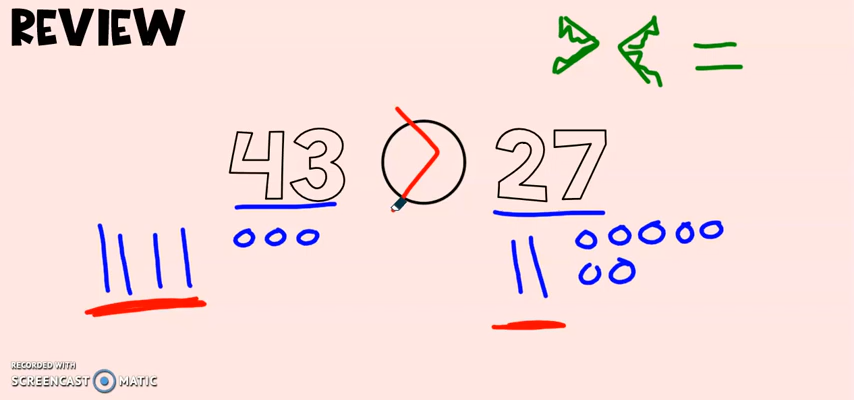 REVIEW
> < =
43 > 27
RECORDED WITH
SCREENCAST MATIC